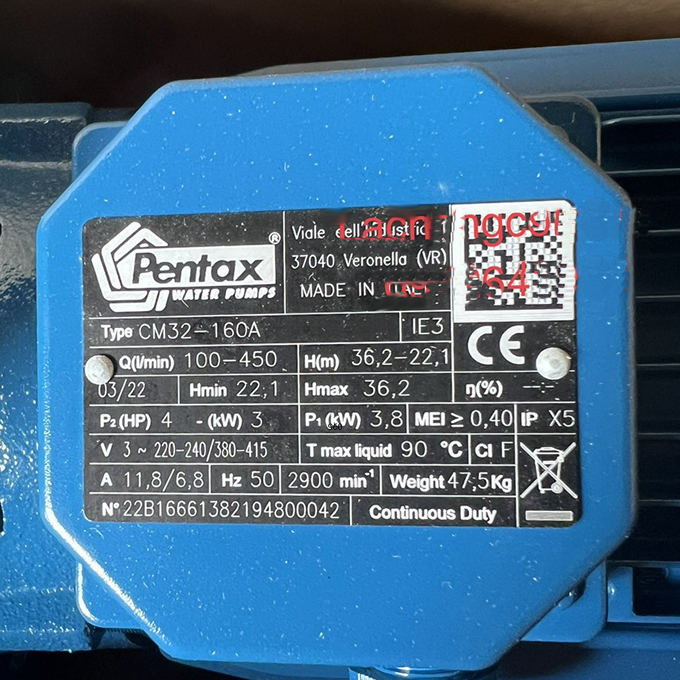 Pentax ®
WATER PUMPS
Viale dell'Industria 1
37040 Veronella (VR)
MADE IN ITALY
Type CM32-160A IE3
Q(l/min) 100-450 H(m) 36,2-22,1
CE
03/22 Hmin 22,1 Hmax 36,2 η(%) --.-
P₂(HP) 4 - (kW) 3 P₁(kW) 3,8 MEI ≥ 0,40 IP X5
V 3 ~ 220-240/380-415 T max liquid 90 °C Cl F
A 11,8/6,8 Hz 50 2900 min⁻¹ Weight 47,5Kg
N° 22B16661382194800042 Continuous Duty